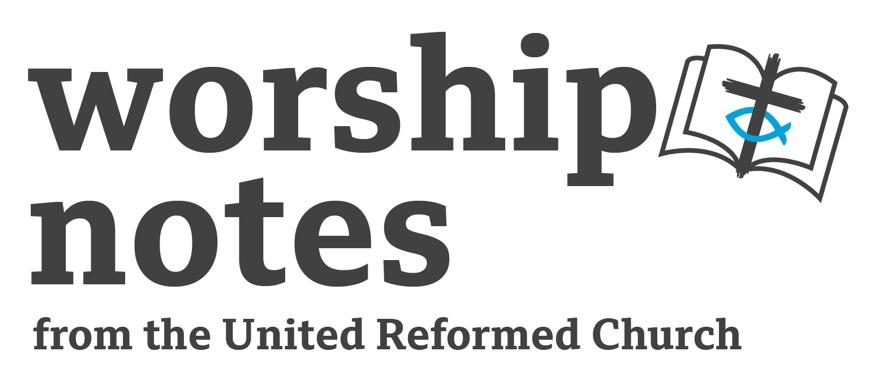 worship
notes
from the United Reformed Church